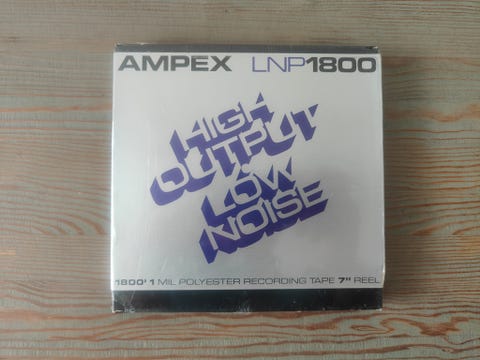 AMPEX LNP1800
HIGH
OUTPUT
LOW
NOISE
1800' 1 MIL POLYESTER RECORDING TAPE 7" REEL